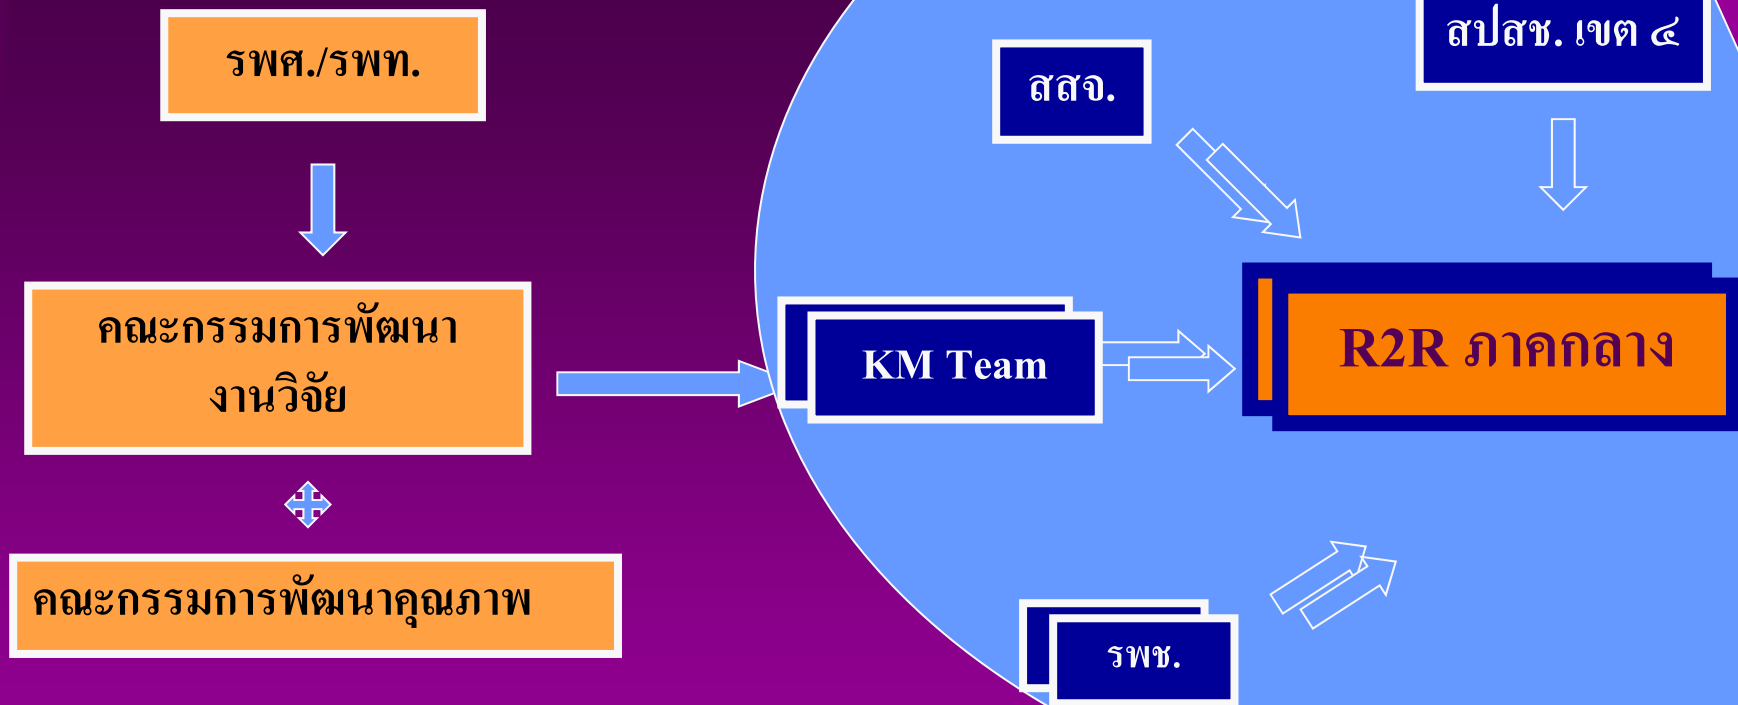 รพศ./รพท.
สสจ.
สปสช. เขต ๔
คณะกรรมการพัฒนา
งานวิจัย
KM Team
R2R ภาคกลาง
คณะกรรมการพัฒนาคุณภาพ
รพช.